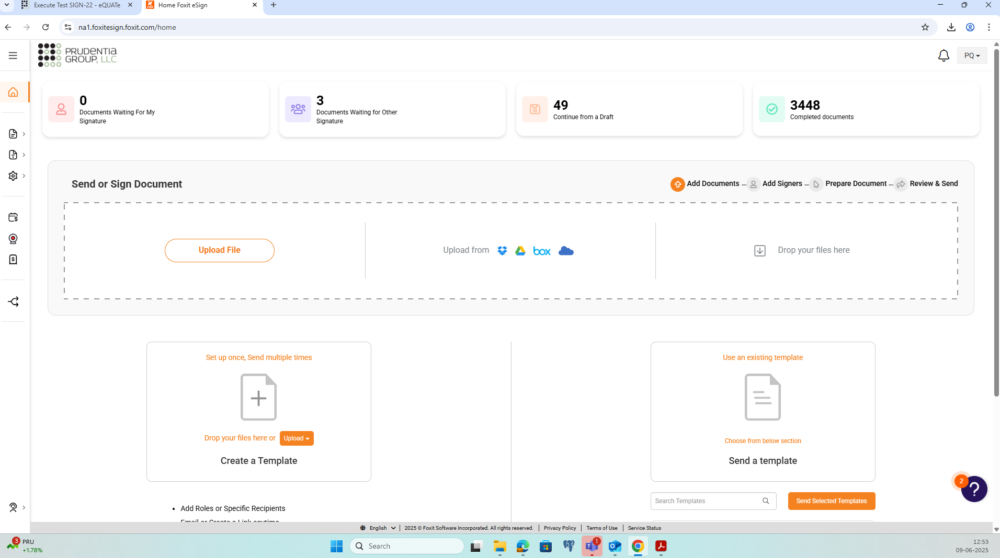 Execute Test SIGN-22 - eQUATe
Home Foxit eSign
na1.foxitesign.foxit.com/home
PRUDENTIA
GROUP, LLC
PQ
0
Documents Waiting For My
Signature
3
Documents Waiting for Other
Signature
49
Continue from a Draft
3448
Completed documents
Send or Sign Document
Add Documents
Add Signers
Prepare Document
Review & Send
Upload File
Upload from
box
Drop your files here
Set up once, Send multiple times
Drop your files here or
Upload
Create a Template
Use an existing template
Choose from below section
Send a template
2
Search Templates
Send Selected Templates
Add Roles or Specific Recipients
Email or Create a Link anytime
English
2025 © Foxit Software Incorporated. All rights reserved.
Privacy Policy
Terms of Use
Service Status
3
PRU
+1.78%
Search
1
12:53
09-06-2025